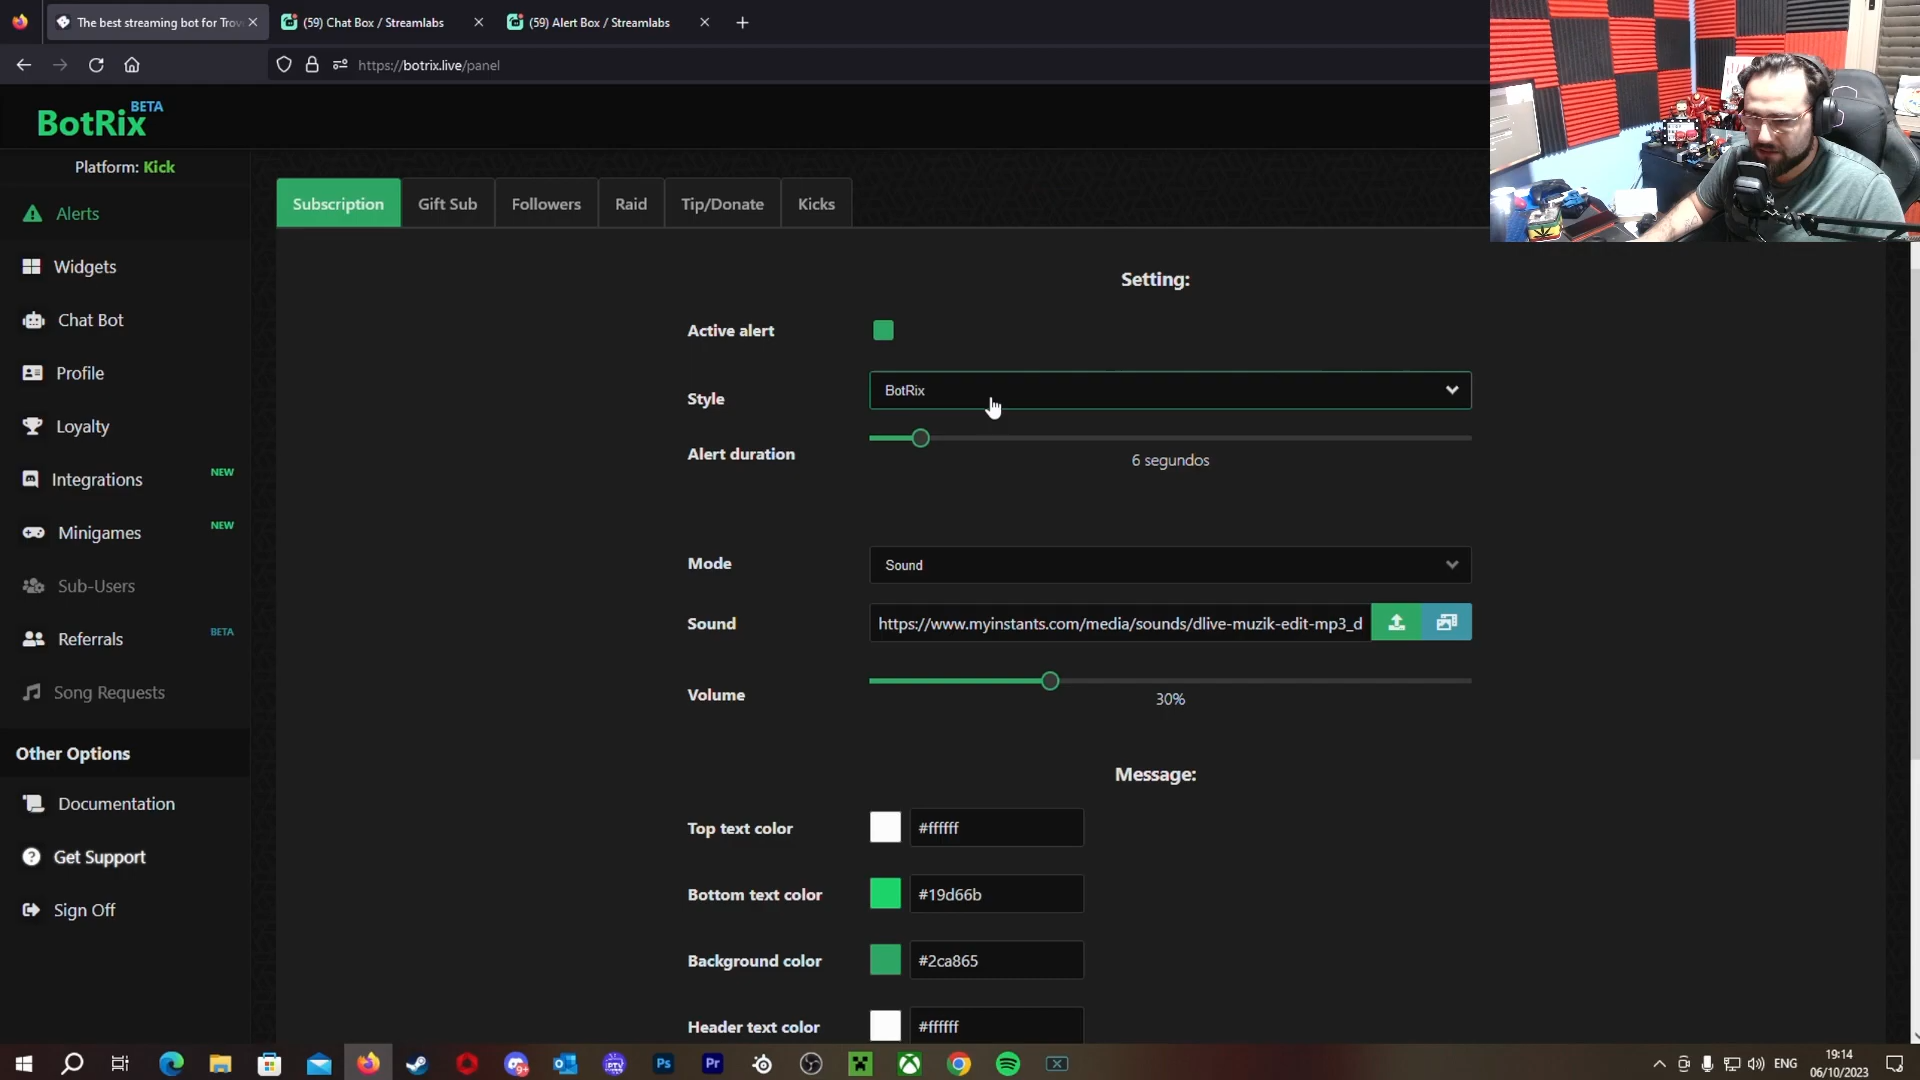 The best streaming bot for Trov
(59) Chat Box / Streamlabs
(59) Alert Box / Streamlabs
https://botrix.live/panel
BotRix BETA
Platform: Kick
Alerts
Widgets
Chat Bot
Profile
Loyalty
Integrations NEW
Minigames NEW
Sub-Users
Referrals BETA
Song Requests
Other Options
Documentation
Get Support
Sign Off
Subscription Gift Sub Followers Raid Tip/Donate Kicks
Setting:
Active alert
Style BotRix
Alert duration
6 segundos
Mode Sound
Sound https://www.myinstants.com/media/sounds/dlive-muzik-edit-mp3_d
Volume
30%
Message:
Top text color #ffffff
Bottom text color #19d66b
Background color #2ca865
Header text color #ffffff
9+
IPTV
Ps
Pr
ENG
19:14
06/10/2023